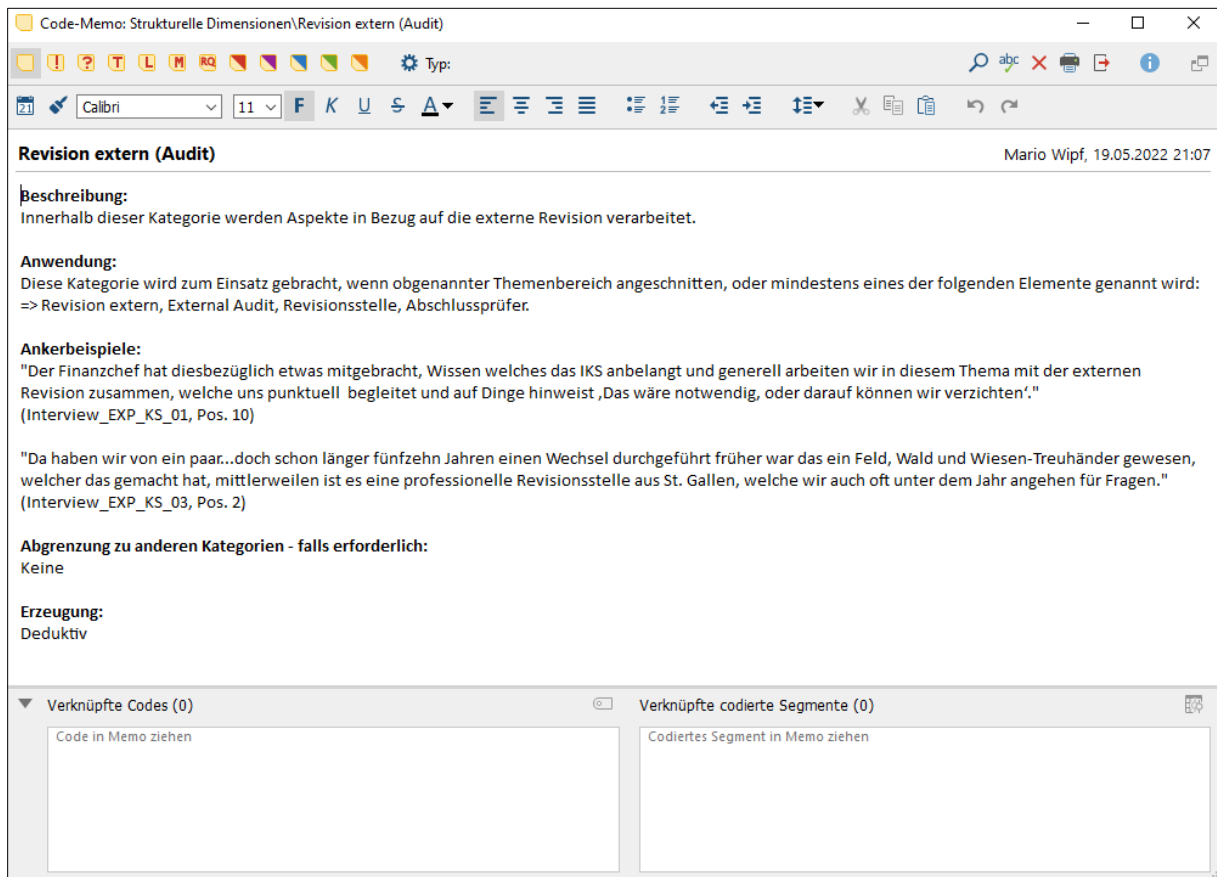 Code-Memo: Strukturelle Dimensionen\Revision extern (Audit)
! ? T L M RQ Typ: abc
21 Calibri 11 F K U S A
Revision extern (Audit) Mario Wipf, 19.05.2022 21:07
Beschreibung:
Innerhalb dieser Kategorie werden Aspekte in Bezug auf die externe Revision verarbeitet.
Anwendung:
Diese Kategorie wird zum Einsatz gebracht, wenn obgenannter Themenbereich angeschnitten, oder mindestens eines der folgenden Elemente genannt wird:
=> Revision extern, External Audit, Revisionsstelle, Abschlussprüfer.
Ankerbeispiele:
"Der Finanzchef hat diesbezüglich etwas mitgebracht, Wissen welches das IKS anbelangt und generell arbeiten wir in diesem Thema mit der externen
Revision zusammen, welche uns punktuell  begleitet und auf Dinge hinweist ‚Das wäre notwendig, oder darauf können wir verzichten‘."
(Interview_EXP_KS_01, Pos. 10)
"Da haben wir von ein paar...doch schon länger fünfzehn Jahren einen Wechsel durchgeführt früher war das ein Feld, Wald und Wiesen-Treuhänder gewesen,
welcher das gemacht hat, mittlerweilen ist es eine professionelle Revisionsstelle aus St. Gallen, welche wir auch oft unter dem Jahr angehen für Fragen."
(Interview_EXP_KS_03, Pos. 2)
Abgrenzung zu anderen Kategorien - falls erforderlich:
Keine
Erzeugung:
Deduktiv
Verknüpfte Codes (0) Verknüpfte codierte Segmente (0)
Code in Memo ziehen Codiertes Segment in Memo ziehen